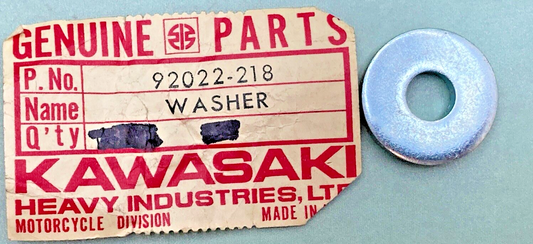 GENUINE PARTS
P. No. 92022-218
Name WASHER
Q'ty
KAWASAKI
HEAVY INDUSTRIES, LT
MOTORCYCLE DIVISION MADE IN